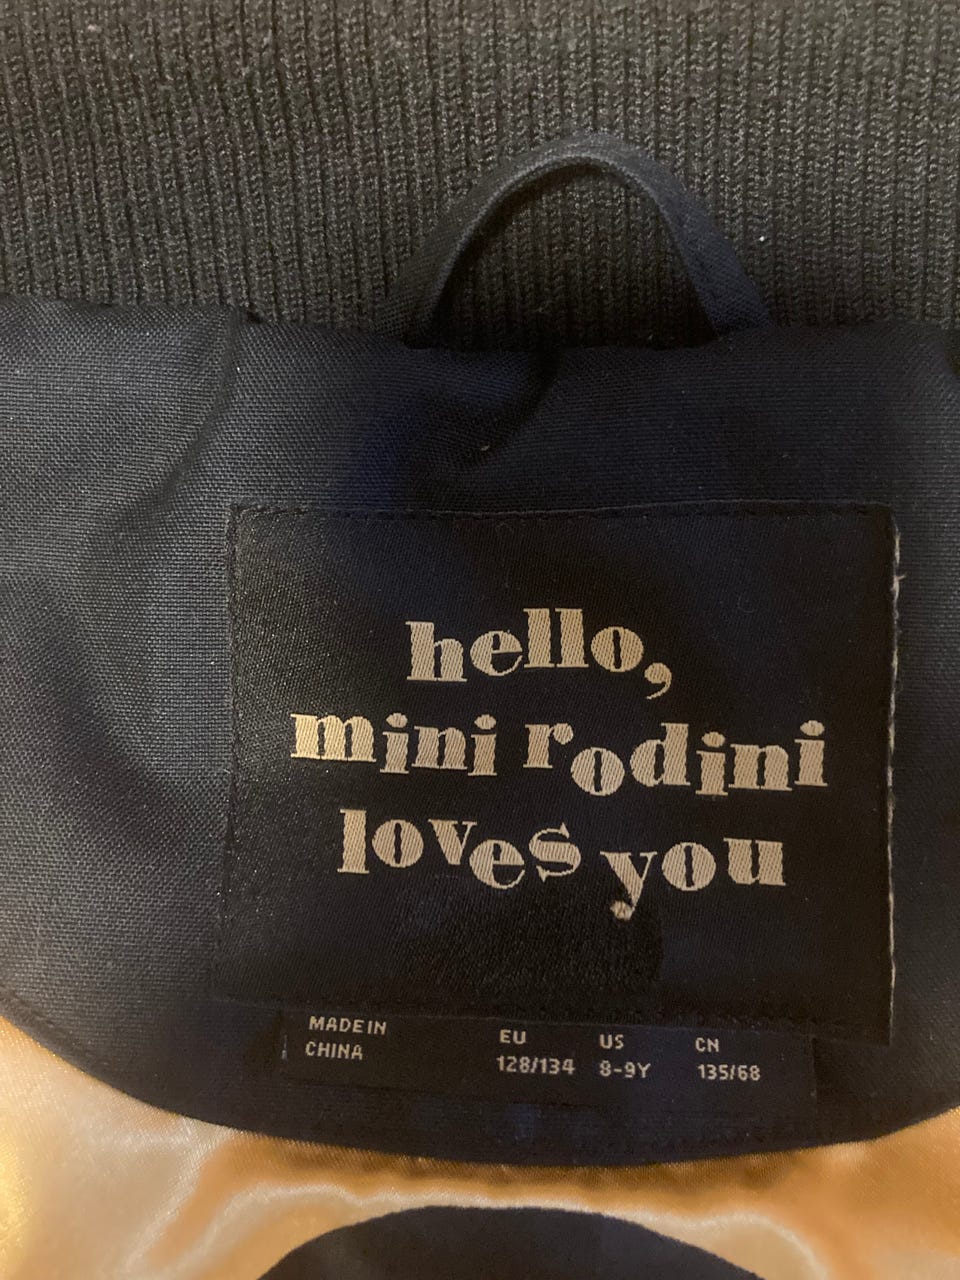 hello,
mini rodini
loves you
MADE IN
CHINA
EU
128/134
US
8-9Y
CN
135/68